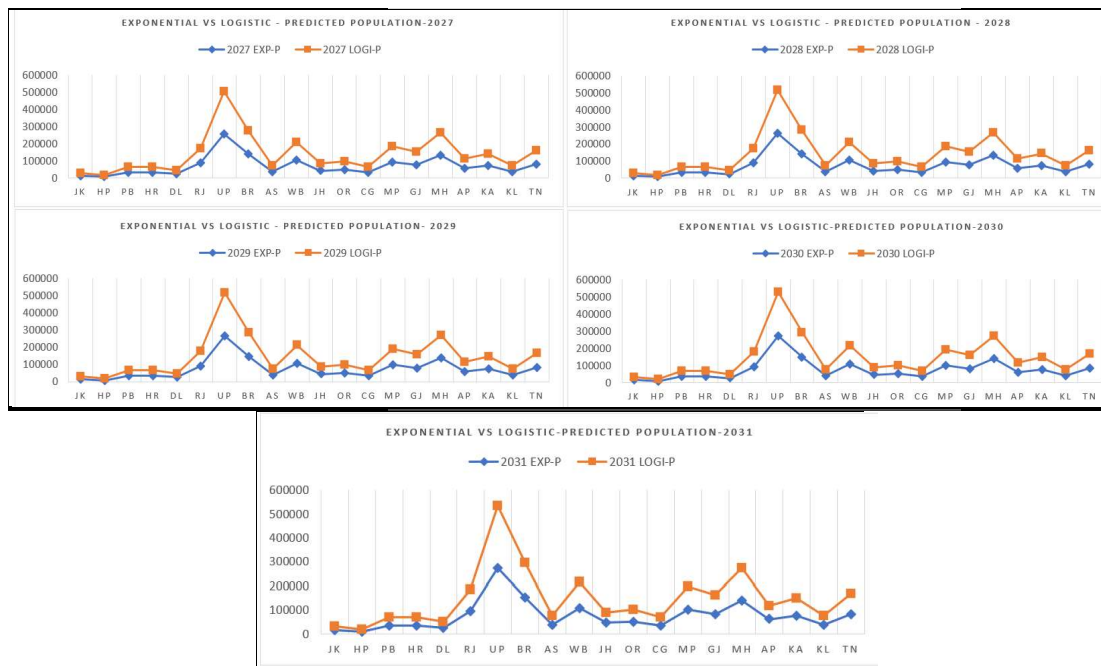 EXPONENTIAL VS LOGISTIC - PREDICTED POPULATION-2027
2027 EXP-P 2027 LOGI-P
600000
500000
400000
300000
200000
100000
0
JK HP PB HR DL RJ UP BR AS WB JH OR CG MP GJ MH AP KA KL TN
EXPONENTIAL VS LOGISTIC - PREDICTED POPULATION - 2028
2028 EXP-P 2028 LOGI-P
600000
500000
400000
300000
200000
100000
0
JK HP PB HR DL RJ UP BR AS WB JH OR CG MP GJ MH AP KA KL TN
EXPONENTIAL VS LOGISTIC - PREDICTED POPULATION- 2029
2029 EXP-P 2029 LOGI-P
600000
500000
400000
300000
200000
100000
0
JK HP PB HR DL RJ UP BR AS WB JH OR CG MP GJ MH AP KA KL TN
EXPONENTIAL VS LOGISTIC-PREDICTED POPULATION-2030
2030 EXP-P 2030 LOGI-P
600000
500000
400000
300000
200000
100000
0
JK HP PB HR DL RJ UP BR AS WB JH OR CG MP GJ MH AP KA KL TN
EXPONENTIAL VS LOGISTIC-PREDICTED POPULATION-2031
2031 EXP-P 2031 LOGI-P
600000
500000
400000
300000
200000
100000
0
JK HP PB HR DL RJ UP BR AS WB JH OR CG MP GJ MH AP KA KL TN